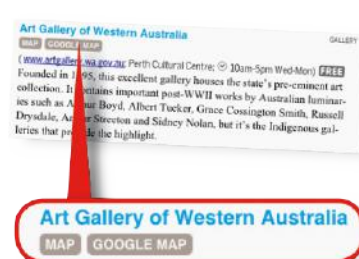 Art Gallery of Western Australia
GALLERY
MAP GOOGLE MAP
(www.artgallery.wa.gov.au; Perth Cultural Centre; 10am-5pm Wed-Mon) FREE
Founded in 1895, this excellent gallery houses the state's pre-eminent art
collection. It contains important post-WWII works by Australian luminar-
ies such as Arthur Boyd, Albert Tucker, Grace Cossington Smith, Russell
Drysdale, Arthur Streeton and Sidney Nolan, but it's the Indigenous gal-
leries that provide the highlight.
Art Gallery of Western Australia
MAP GOOGLE MAP